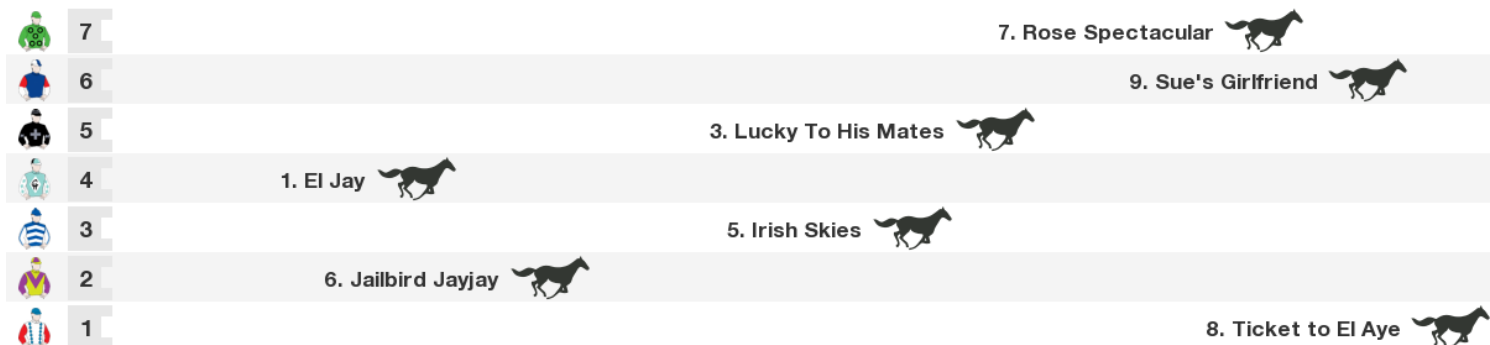 7 7. Rose Spectacular
6 9. Sue's Girlfriend
5 3. Lucky To His Mates
4 1. El Jay
3 5. Irish Skies
2 6. Jailbird Jayjay
1 8. Ticket to El Aye